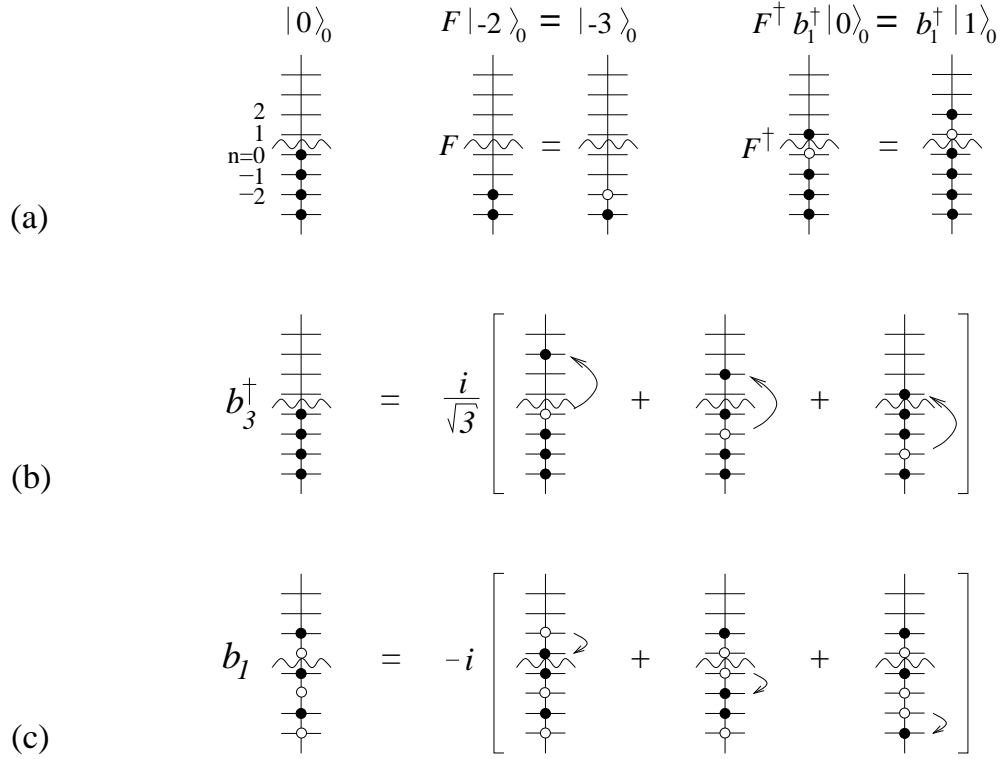 |0⟩₀ F |-2⟩₀ = |-3⟩₀ F† b₁† |0⟩₀ = b₁† |1⟩₀
2
1
n=0
−1
−2
F =
F† =
(a)
b₃† = i/√3 [ + + ]
(b)
b₁ = −i [ + + ]
(c)